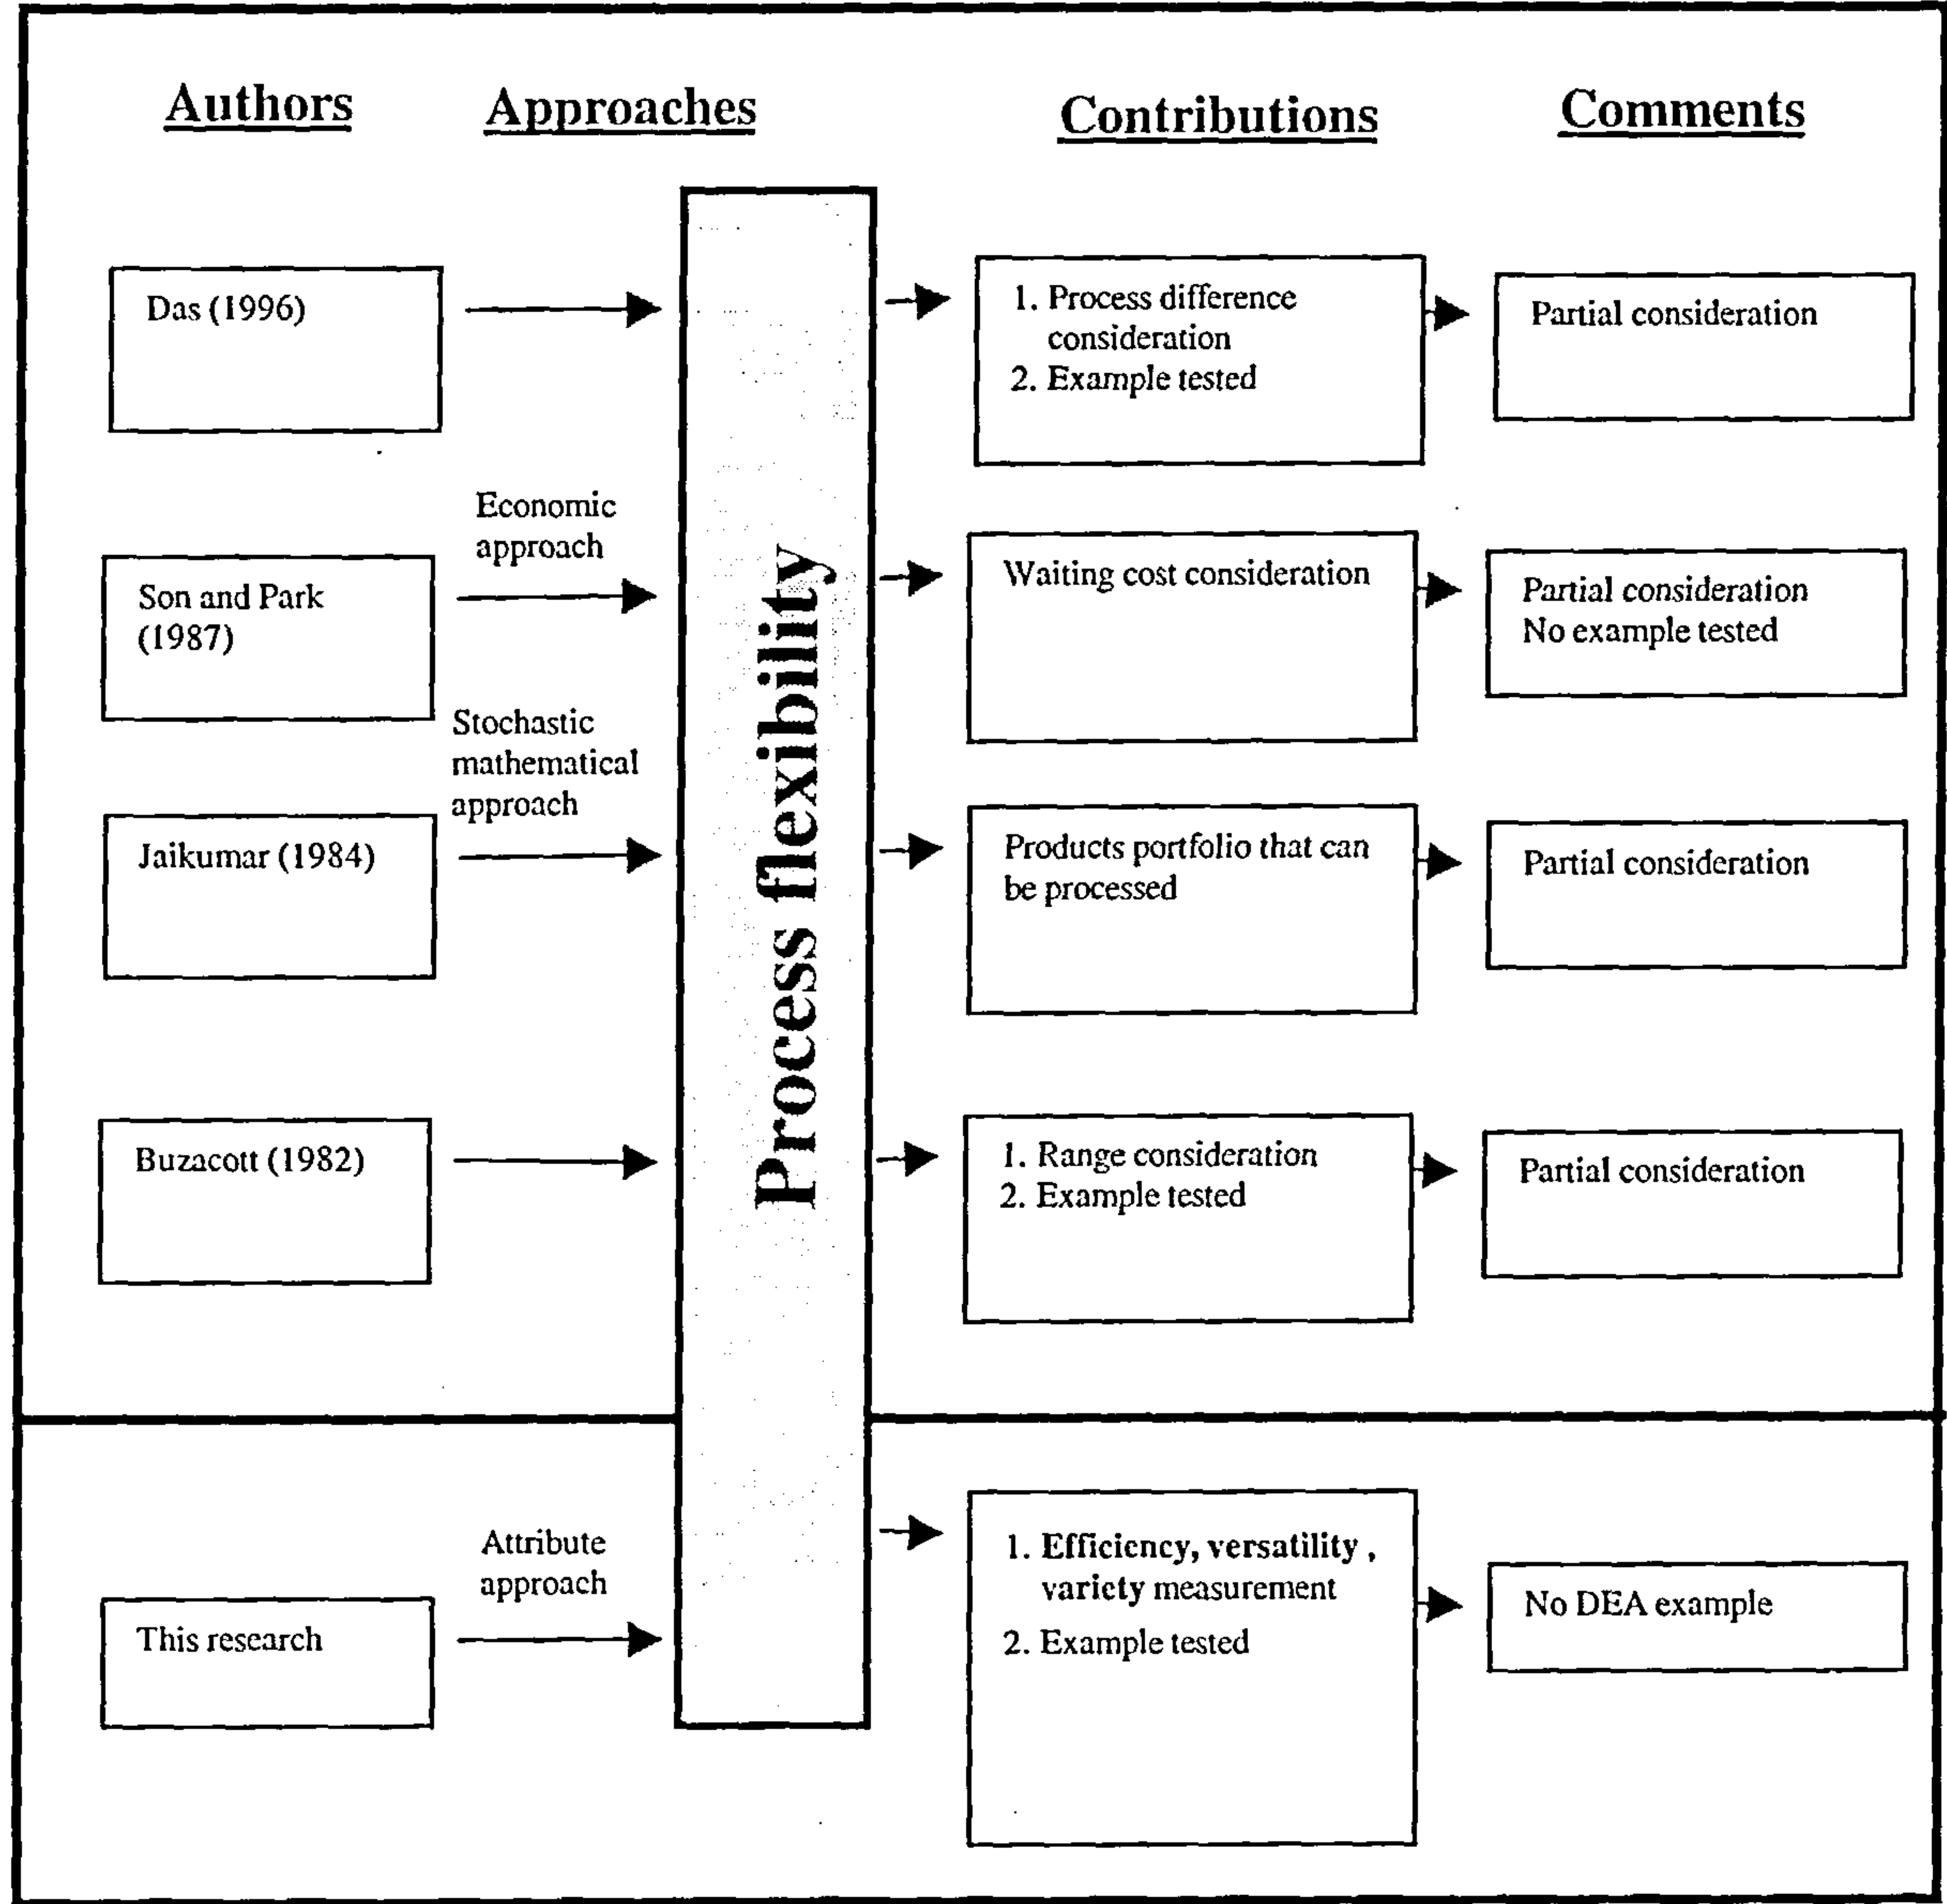 Authors
Approaches
Contributions
Comments
Das (1996)
1. Process difference
consideration
2. Example tested
Partial consideration
Son and Park
(1987)
Economic
approach
Waiting cost consideration
Partial consideration
No example tested
Jaikumar (1984)
Stochastic
mathematical
approach
Products portfolio that can
be processed
Partial consideration
Buzacott (1982)
1. Range consideration
2. Example tested
Partial consideration
Process flexibility
This research
Attribute
approach
1. Efficiency, versatility ,
variety measurement
2. Example tested
No DEA example